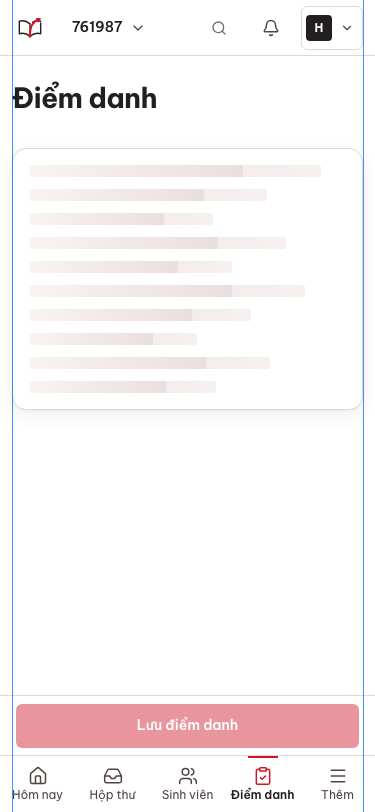 761987
H
Điểm danh
Lưu điểm danh
Hôm nay
Hộp thư
Sinh viên
Điểm danh
Thêm